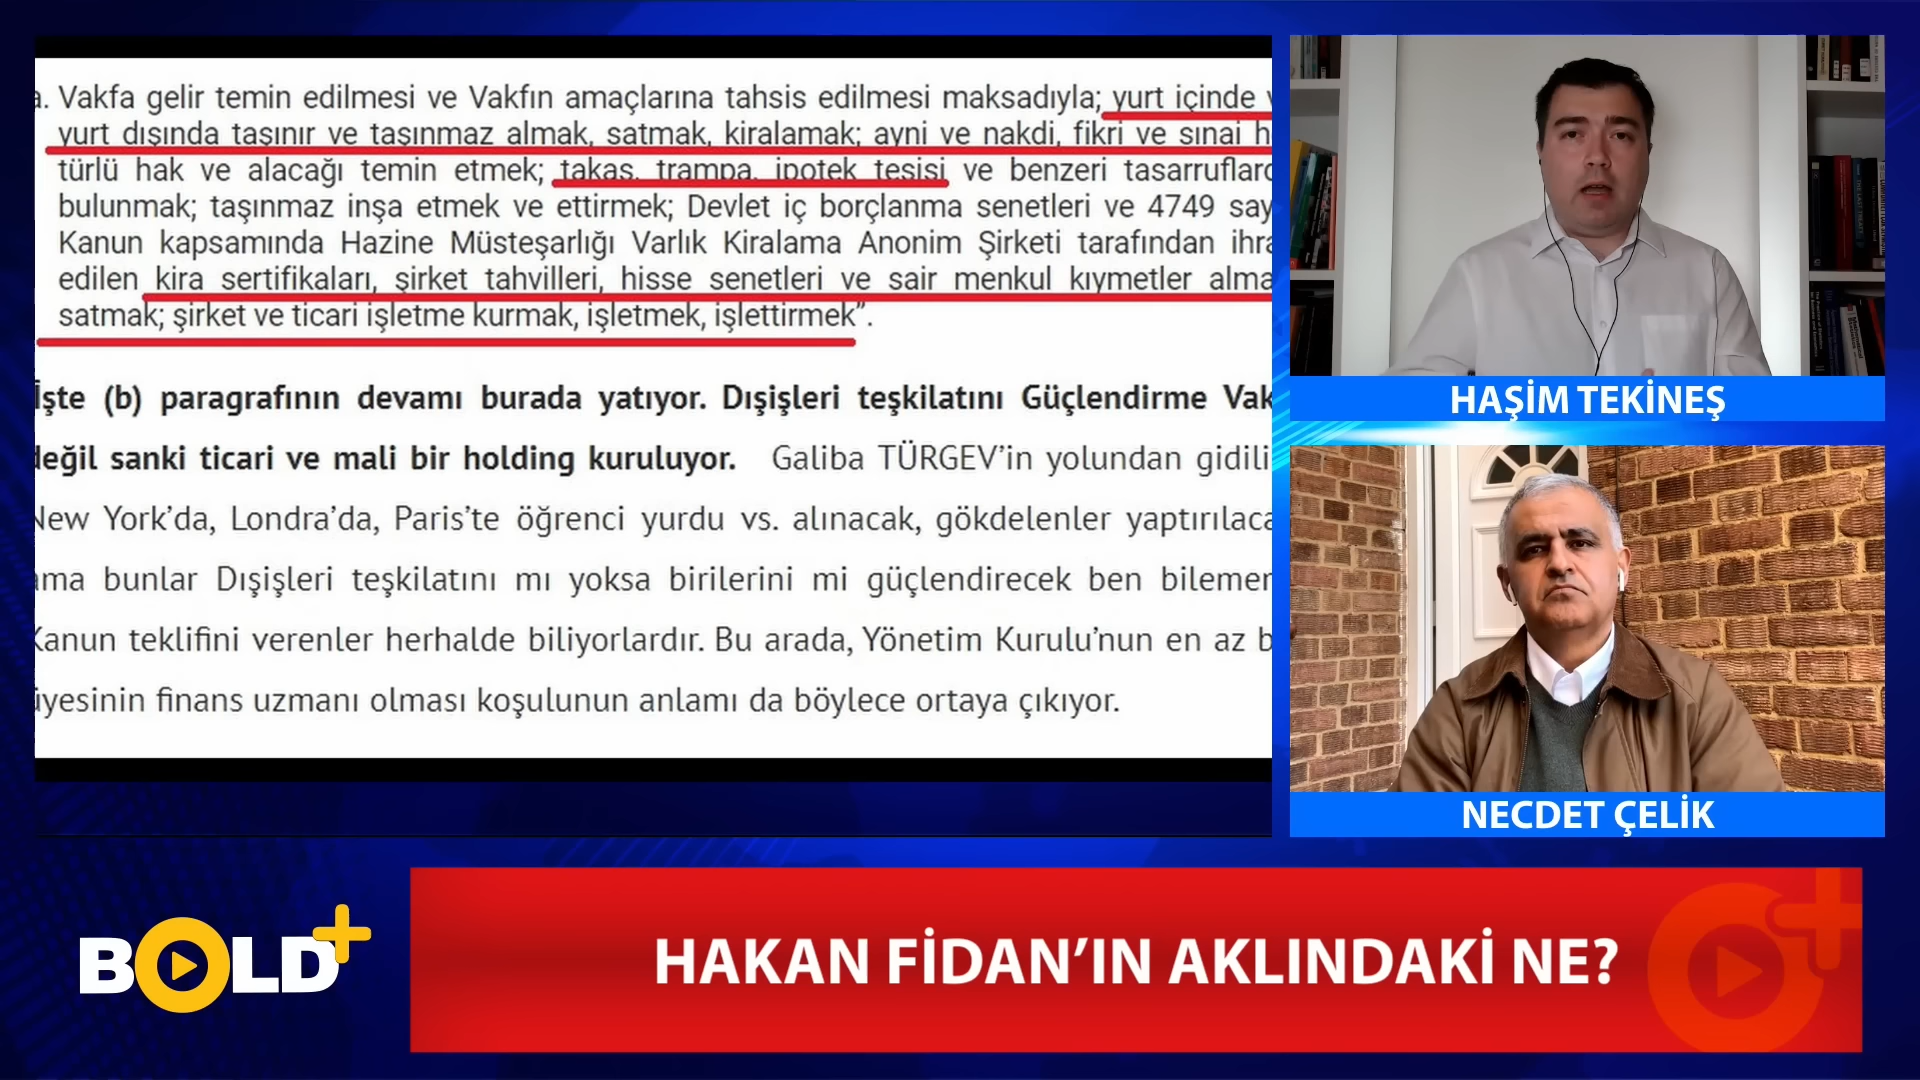 a. Vakfa gelir temin edilmesi ve Vakfın amaçlarına tahsis edilmesi maksadıyla; yurt içinde
yurt dışında taşınır ve taşınmaz almak, satmak, kiralamak; ayni ve nakdi, fikri ve sınai
türlü hak ve alacağı temin etmek; takas, trampa, ipotek tesisi ve benzeri
bulunmak; taşınmaz inşa etmek ve ettirmek; Devlet iç borçlanma senetleri ve 4749
Kanun kapsamında Hazine Müsteşarlığı Varlık Kiralama Anonim Şirketi tarafından
edilen kira sertifikaları, şirket tahvilleri, hisse senetleri ve sair menkul kıymetler
satmak; şirket ve ticari işletme kurmak, işletmek, işlettirmek”.
İşte (b) paragrafının devamı burada yatıyor. Dışişleri teşkilatını Güçlendirme
değil sanki ticari ve mali bir holding kuruluyor. Galiba TÜRGEV’in yolundan
New York’da, Londra’da, Paris’te öğrenci yurdu vs. alınacak, gökdelenler
ama bunlar Dışişleri teşkilatını mı yoksa birilerini mi güçlendirecek ben
Kanun teklifini verenler herhalde biliyorlardır. Bu arada, Yönetim Kurulu’nun en az
üyesinin finans uzmanı olması koşulunun anlamı da böylece ortaya çıkıyor.
HAŞİM TEKİNEŞ
NECDET ÇELİK
BOLD+
HAKAN FİDAN’IN AKLINDAKİ NE?